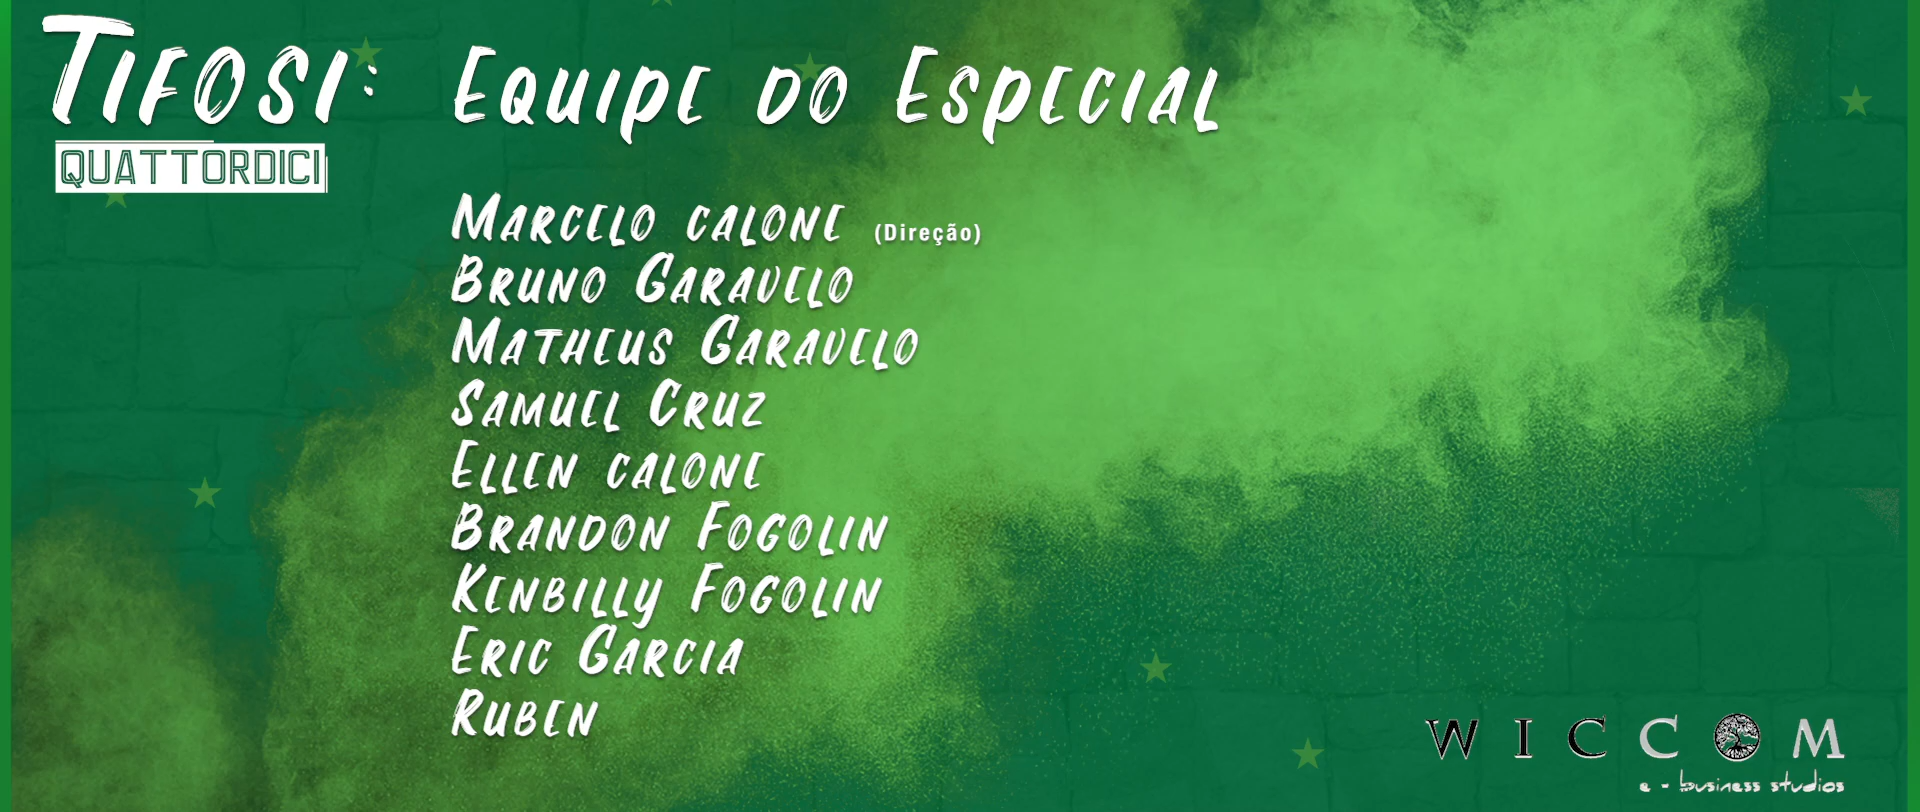 Tifosi: Equipe do Especial
QUATTORDICI
Marcelo calone (Direção)
Bruno Garavelo
Matheus Garavelo
Samuel Cruz
Ellen calone
Brandon Fogolin
Kenbilly Fogolin
Eric Garcia
Ruben
WICCOM
e - business studios